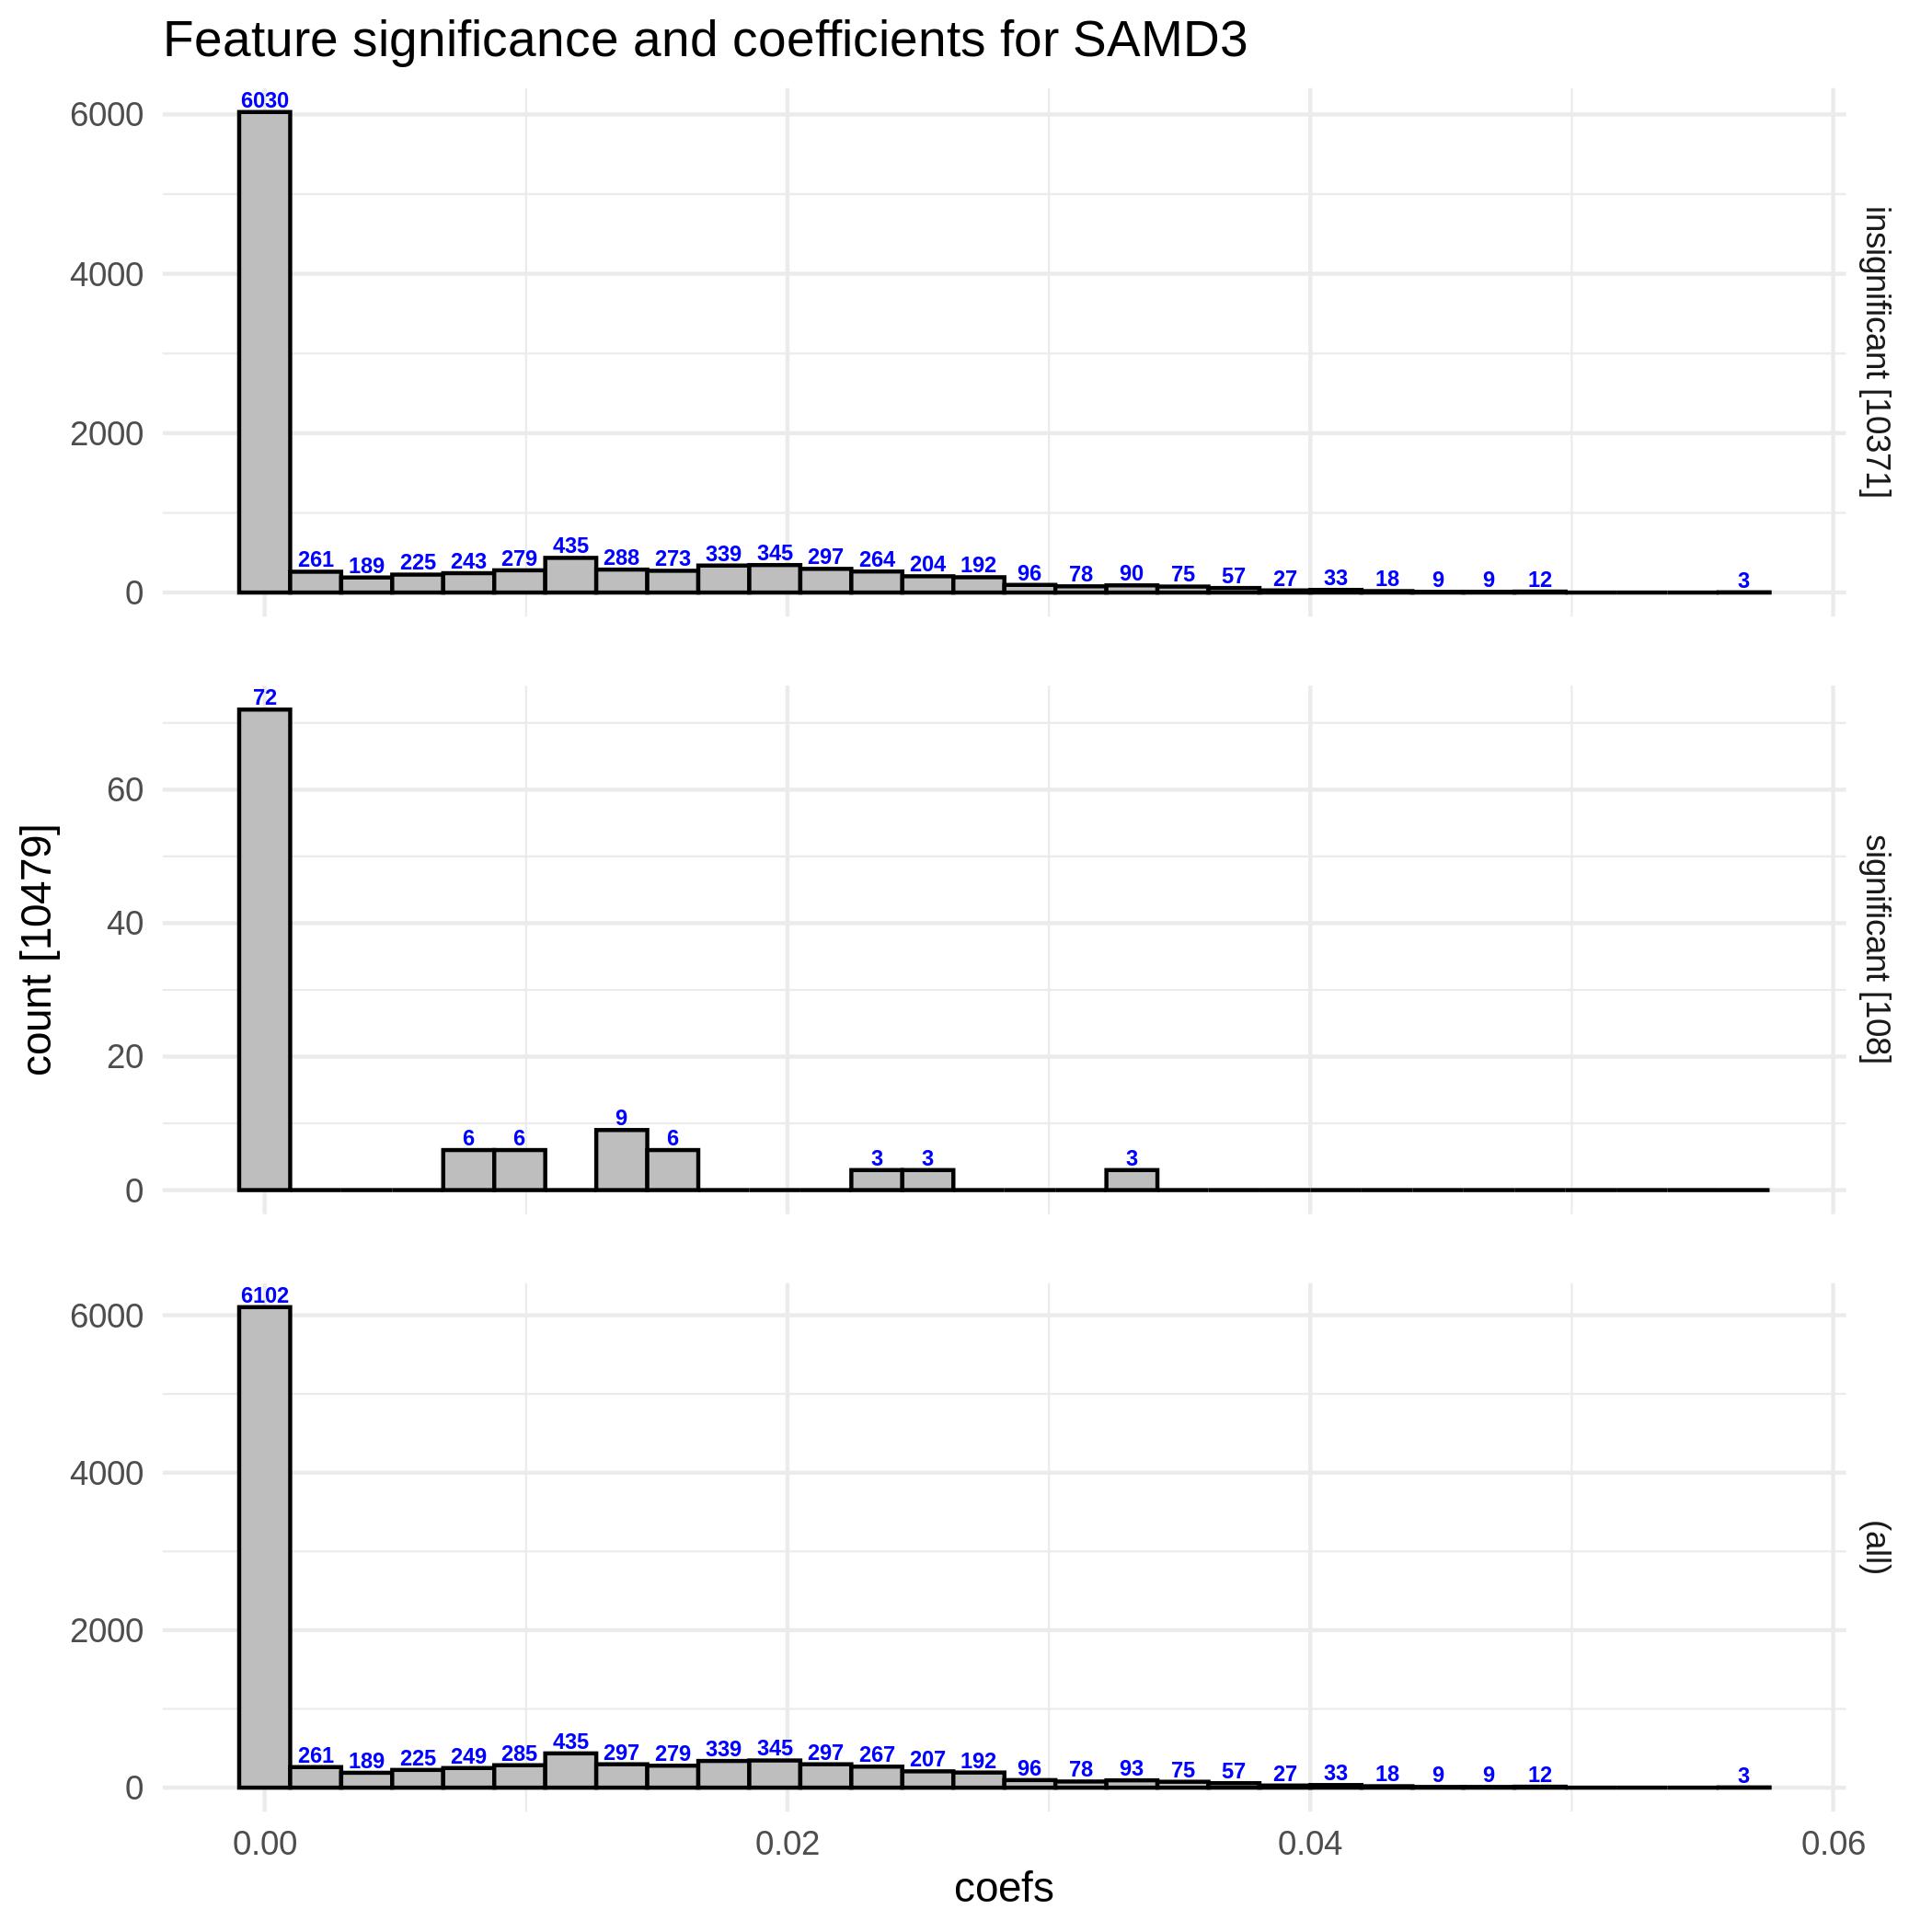 Feature significance and coefficients for SAMD3
6030
6000
4000
2000
0
261 189 225 243 279 435 288 273 339 345 297 264 204 192 96 78 90 75 57 27 33 18 9 9 12 3
insignificant [10371]
72
60
40
20
0
6 6 9 6 3 3 3
significant [108]
count [10479]
6102
6000
4000
2000
0
261 189 225 249 285 435 297 279 339 345 297 267 207 192 96 78 93 75 57 27 33 18 9 9 12 3
(all)
0.00 0.02 0.04 0.06
coefs